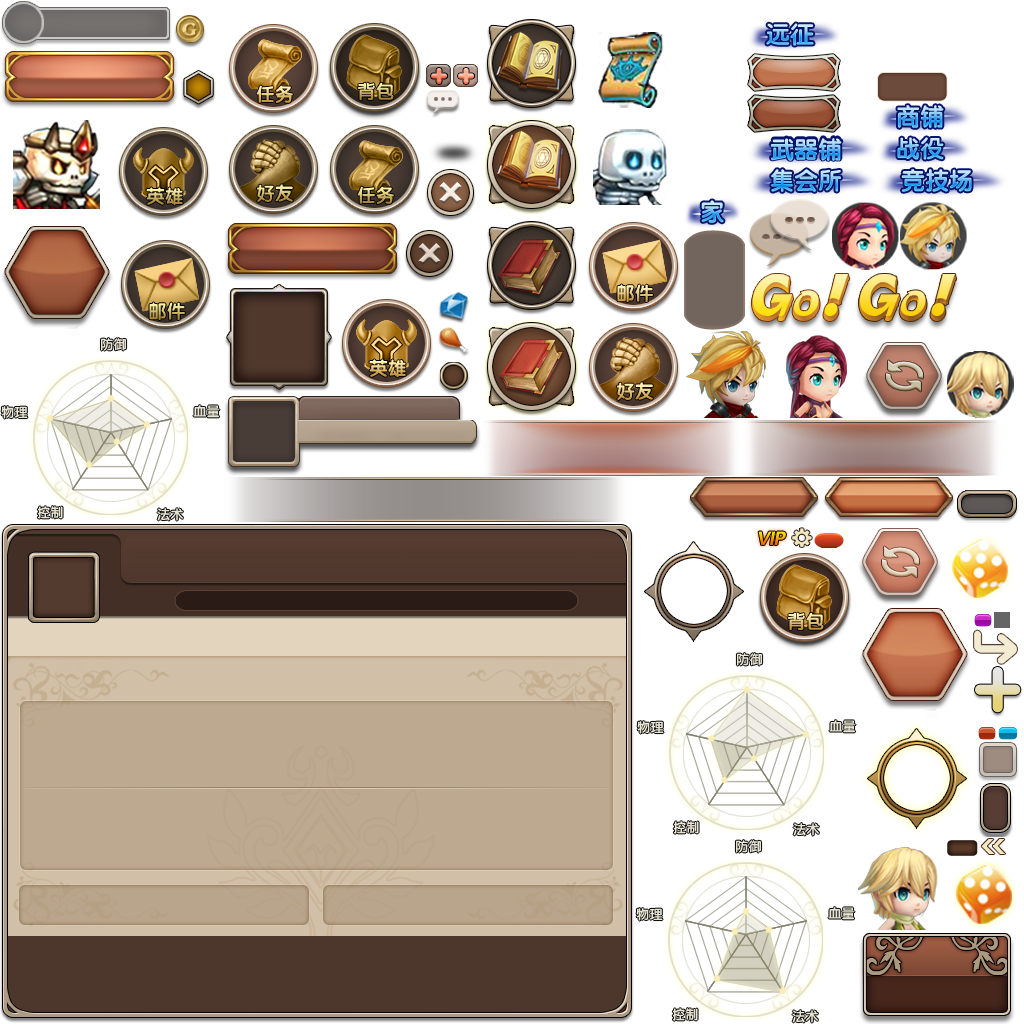 G
远征
任务
背包
商铺
武器铺
战役
英雄
好友
任务
集会所
竞技场
家
邮件
邮件
Go! Go!
防御
英雄
好友
物理
血量
控制
法术
VIP
背包
防御
物理
血量
控制
法术
防御
物理
血量
控制
法术